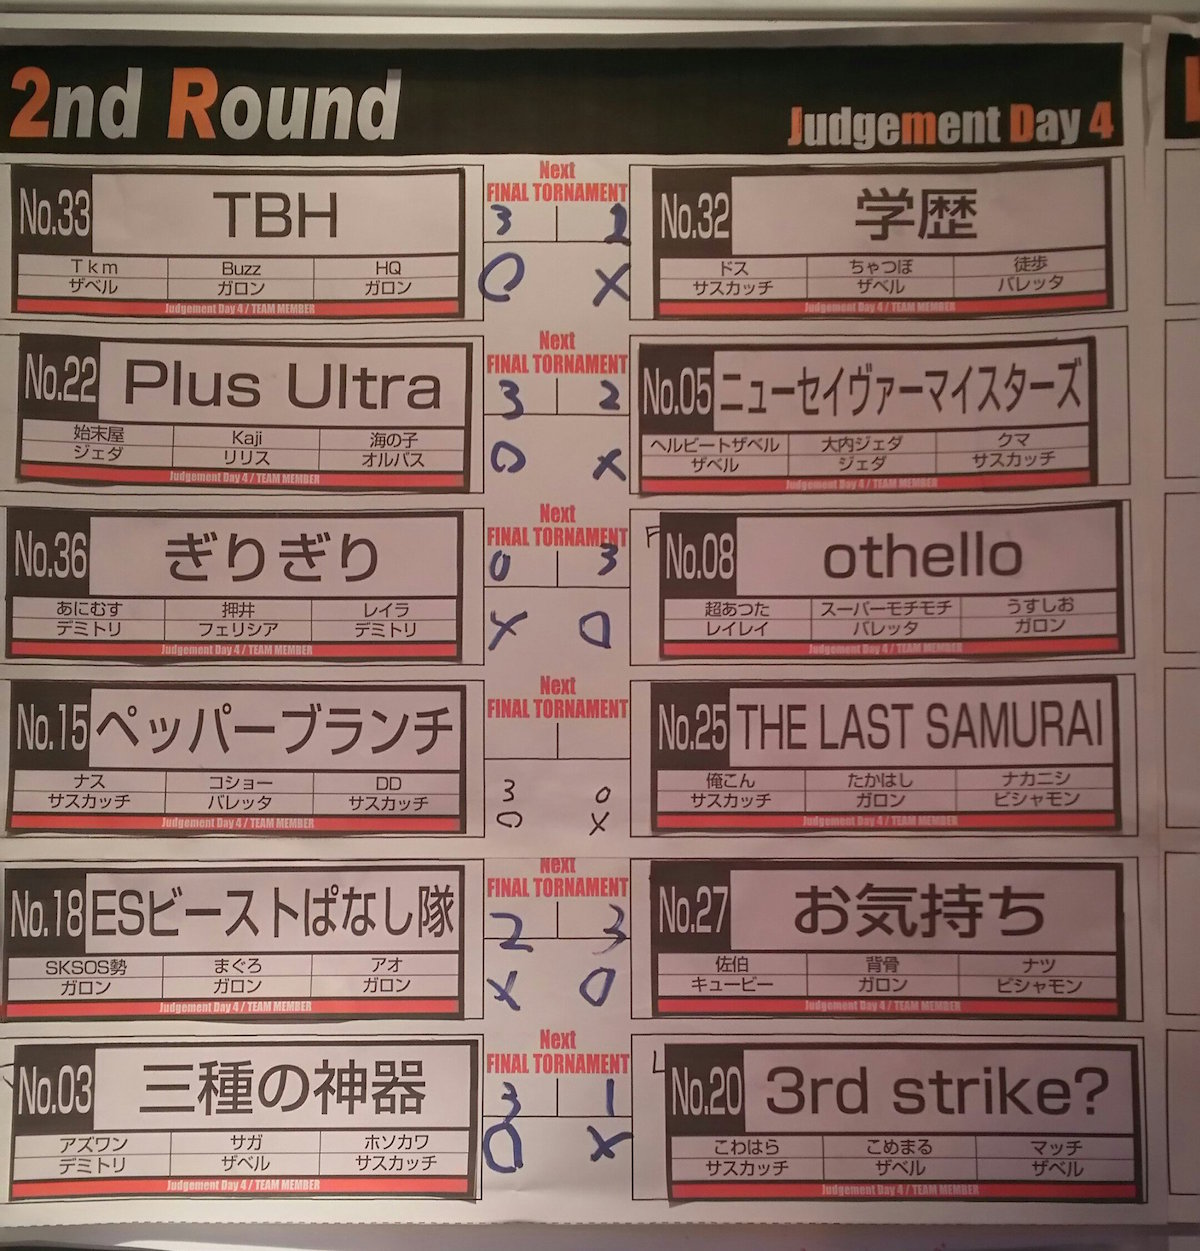 2nd Round
Judgement Day 4
No.33 TBH
Tkm Buzz HQ
ザベル ガロン ガロン
Judgement Day 4 / TEAM MEMBER
Next
FINAL TORNAMENT
3
○ ×
No.32 学歴
ドス ちゃつぼ 徒歩
サスカッチ ザベル バレッタ
Judgement Day 4 / TEAM MEMBER
No.22 Plus Ultra
始末屋 Kaji 海の子
ジェダ リリス オルバス
Judgement Day 4 / TEAM MEMBER
Next
FINAL TORNAMENT
3 2
○ ×
No.05 ニューセイヴァーマイスターズ
ヘルビートザベル 大内ジェダ クマ
ザベル ジェダ サスカッチ
Judgement Day 4 / TEAM MEMBER
No.36 ぎりぎり
あにむす 押井 レイラ
デミトリ フェリシア デミトリ
Judgement Day 4 / TEAM MEMBER
Next
FINAL TORNAMENT
0 3
× ○
No.08 othello
超あつた スーパーモチモチ うすしお
レイレイ バレッタ ガロン
Judgement Day 4 / TEAM MEMBER
No.15 ペッパーブランチ
ナス コショー DD
サスカッチ バレッタ サスカッチ
Judgement Day 4 / TEAM MEMBER
Next
FINAL TORNAMENT
3 0
○ ×
No.25 THE LAST SAMURAI
俺こん たかはし ナカニシ
サスカッチ ガロン ビシャモン
Judgement Day 4 / TEAM MEMBER
No.18 ESビーストぱなし隊
SKSOS勢 まぐろ アオ
ガロン ガロン ガロン
Judgement Day 4 / TEAM MEMBER
Next
FINAL TORNAMENT
2 3
× ○
No.27 お気持ち
佐伯 背骨 ナツ
キュービー ガロン ビシャモン
Judgement Day 4 / TEAM MEMBER
No.03 三種の神器
アズワン サガ ホソカワ
デミトリ ザベル サスカッチ
Judgement Day 4 / TEAM MEMBER
Next
FINAL TORNAMENT
3 1
○ ×
No.20 3rd strike?
こわはら こめまる マッチ
サスカッチ ザベル ザベル
Judgement Day 4 / TEAM MEMBER